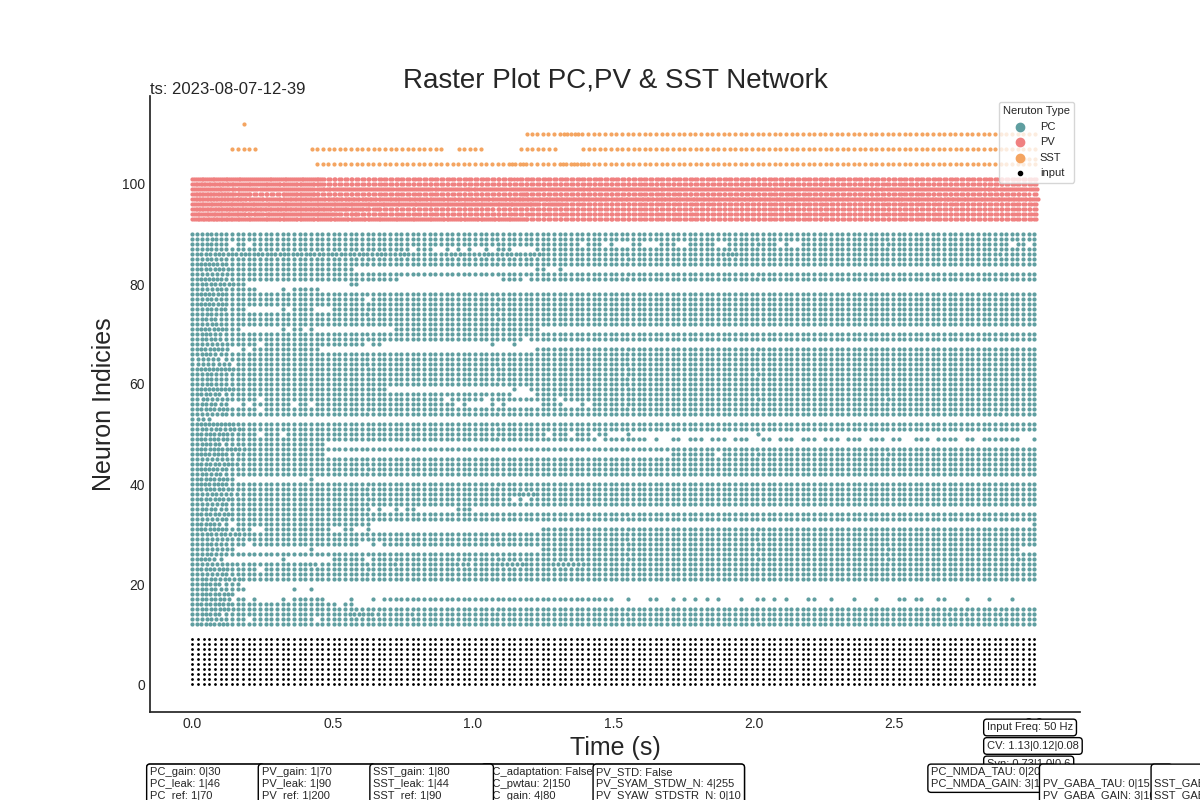 Raster Plot PC,PV & SST Network
ts: 2023-08-07-12-39
Neruton Type
PC
PV
SST
input
100
80
60
40
20
0
Neuron Indicies
0.0 0.5 1.0 1.5 2.0 2.5
Time (s)
Input Freq: 50 Hz
CV: 1.13|0.12|0.08
PC_gain: 0|30
PC_leak: 1|46
PC_ref: 1|70
PV_gain: 1|70
PV_leak: 1|90
PV_ref: 1|200
SST_gain: 1|80
SST_leak: 1|44
SST_ref: 1|90
C_adaptation: False
C_pwtau: 2|150
C_gain: 4|80
PV_STD: False
PV_SYAM_STDW_N: 4|255
PV_SYAW_STDSTR_N: 0|10
PC_NMDA_TAU: 0|20
PC_NMDA_GAIN: 3|1
PV_GABA_TAU: 0|15
PV_GABA_GAIN: 3|1
SST_GA
SST_GA